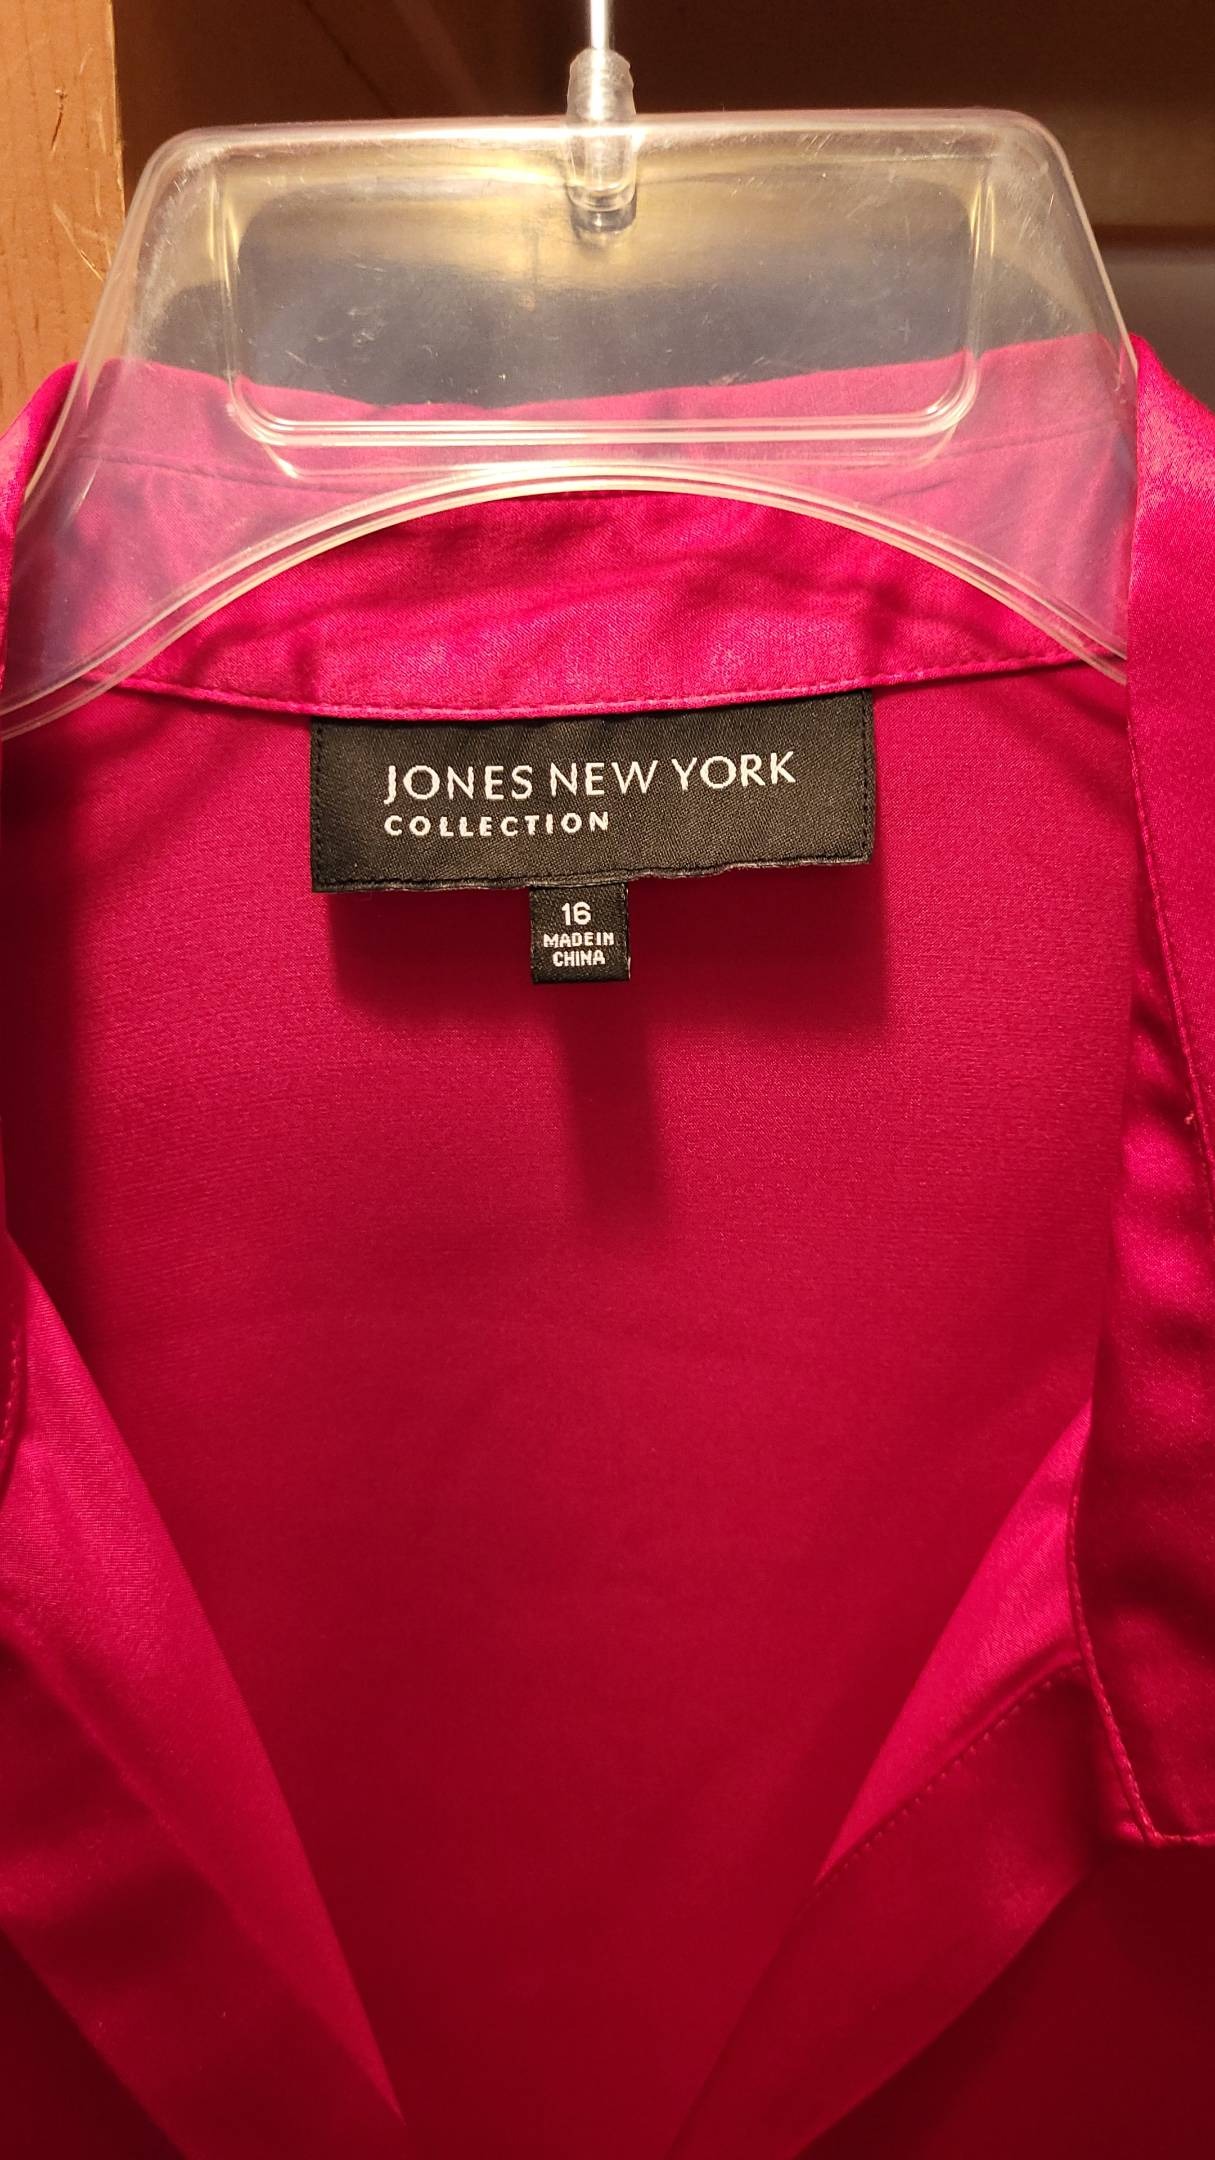 JONES NEW YORK
COLLECTION
16
MADE IN
CHINA